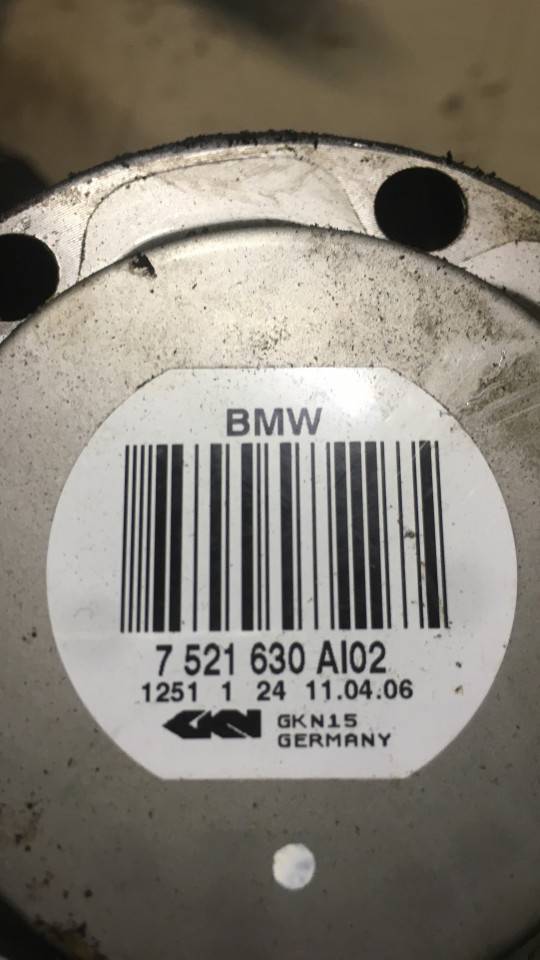 BMW
7 521 630 AI02
1251 1 24 11.04.06
GKN GKN15
GERMANY